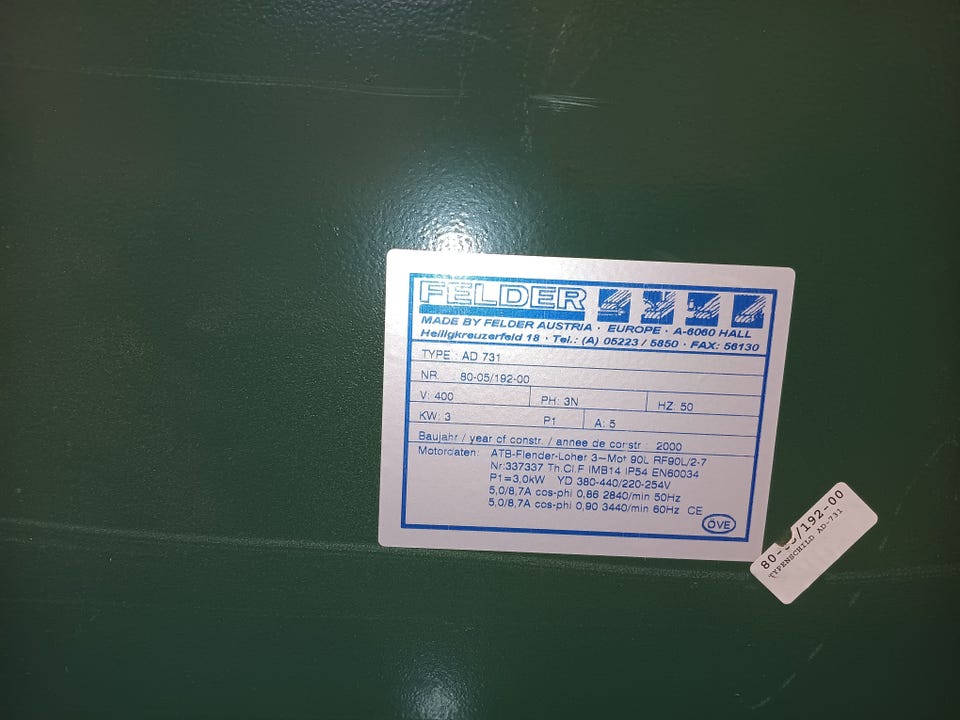 FELDER
MADE BY FELDER AUSTRIA · EUROPE · A-6060 HALL
Heiligkreuzerfeld 18 · Tel.: (A) 05223 / 5850 · FAX: 56130
TYPE : AD 731
NR. : 80-05/192-00
V: 400 PH: 3N HZ: 50
KW: 3 P1 A: 5
Baujahr / year of constr. / annee de constr : 2000
Motordaten: ATB-Flender-Loher 3-Mot 90L RF90L/2-7
Nr:337337 Th.Cl.F IMB14 IP54 EN60034
P1=3,0kW YD 380-440/220-254V
5,0/8,7A cos-phi 0,86 2840/min 50Hz
5,0/8,7A cos-phi 0,90 3440/min 60Hz CE
ÖVE
80-05/192-00
TYPENSCHILD AD-731